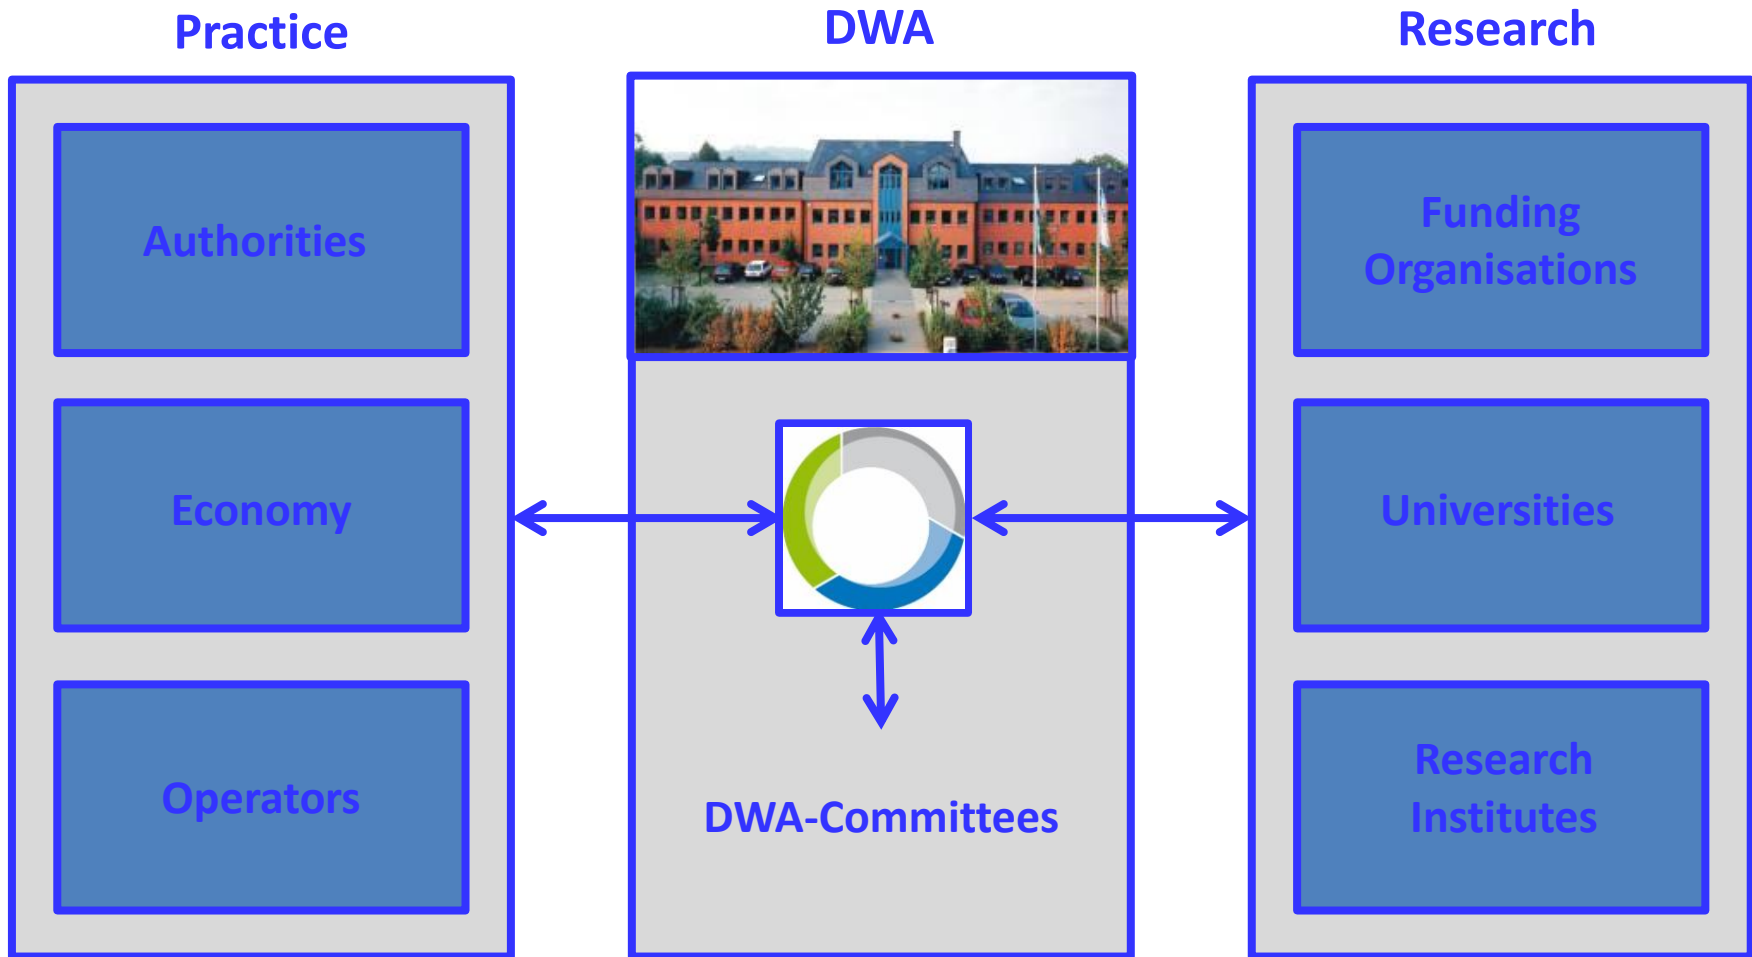 Practice
DWA
Research
Authorities
Economy
Operators
DWA-Committees
Funding
Organisations
Universities
Research
Institutes